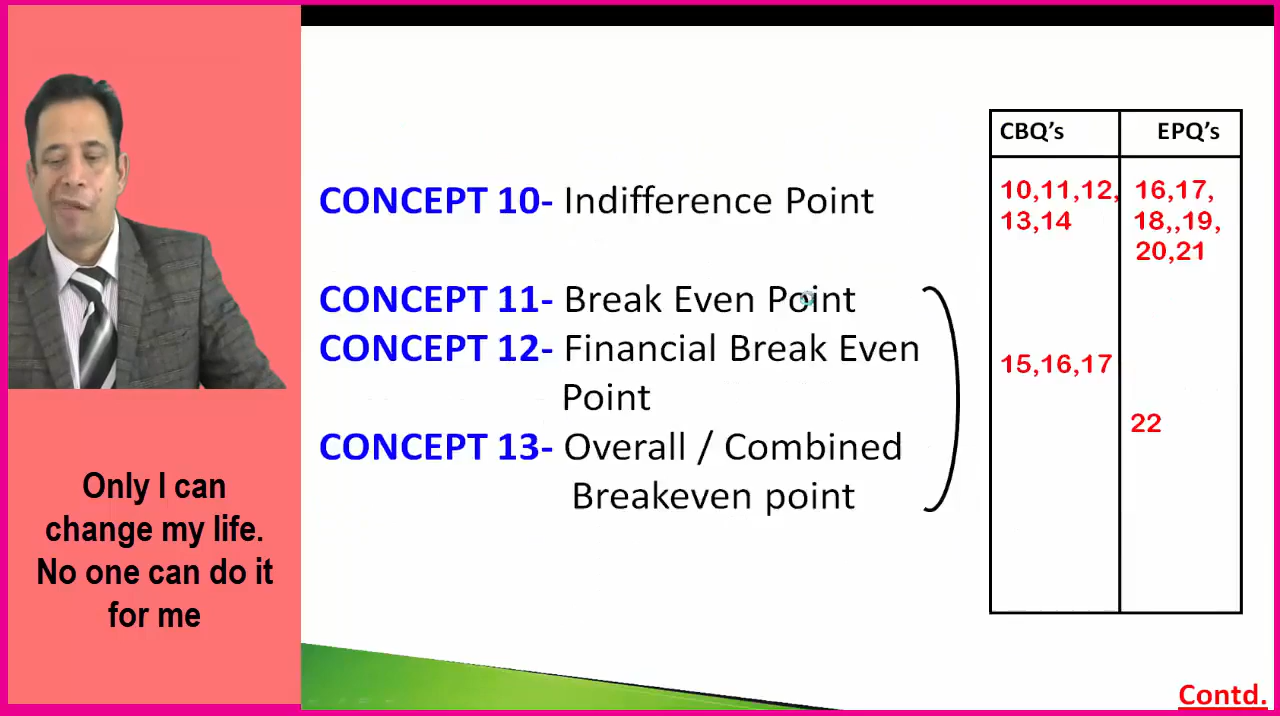 CONCEPT 10- Indifference Point
CONCEPT 11- Break Even Point
CONCEPT 12- Financial Break Even
Point
CONCEPT 13- Overall / Combined
Breakeven point
CBQ's EPQ's
10,11,12, 16,17,
13,14 18,,19,
20,21
15,16,17
22
Only I can
change my life.
No one can do it
for me
Contd.